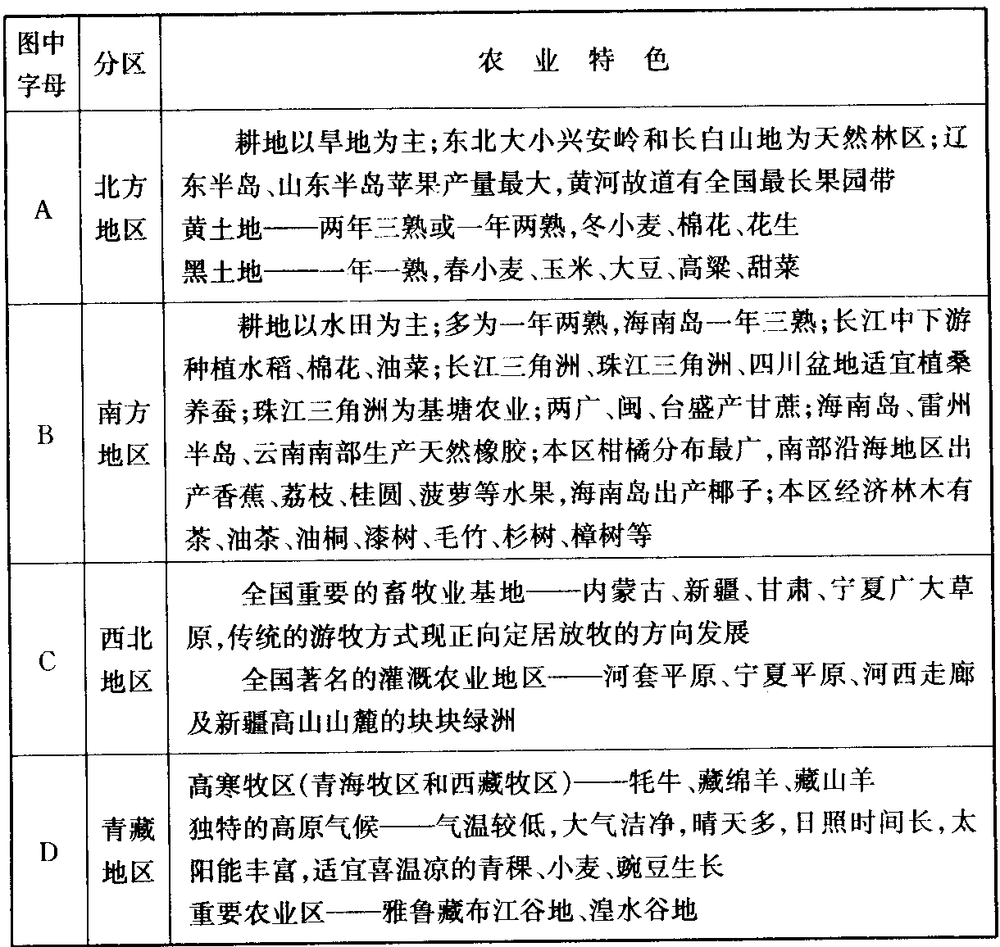 图中
字母
分区
农业特色
A
北方
地区
耕地以旱地为主;东北大小兴安岭和长白山地为天然林区;辽
东半岛、山东半岛苹果产量最大,黄河故道有全国最长果园带
黄土地——两年三熟或一年两熟,冬小麦、棉花、花生
黑土地——一年一熟,春小麦、玉米、大豆、高粱、甜菜
B
南方
地区
耕地以水田为主;多为一年两熟,海南岛一年三熟;长江中下游
种植水稻、棉花、油菜;长江三角洲、珠江三角洲、四川盆地适宜植桑
养蚕;珠江三角洲为基塘农业;两广、闽、台盛产甘蔗;海南岛、雷州
半岛、云南南部生产天然橡胶;本区柑橘分布最广,南部沿海地区出
产香蕉、荔枝、桂圆、菠萝等水果,海南岛出产椰子;本区经济林木有
茶、油茶、油桐、漆树、毛竹、杉树、樟树等
C
西北
地区
全国重要的畜牧业基地——内蒙古、新疆、甘肃、宁夏广大草
原,传统的游牧方式现正向定居放牧的方向发展
全国著名的灌溉农业地区——河套平原、宁夏平原、河西走廊
及新疆高山山麓的块块绿洲
D
青藏
地区
高寒牧区(青海牧区和西藏牧区)——牦牛、藏绵羊、藏山羊
独特的高原气候——气温较低,大气洁净,晴天多,日照时间长,太
阳能丰富,适宜喜温凉的青稞、小麦、豌豆生长
重要农业区——雅鲁藏布江谷地、湟水谷地